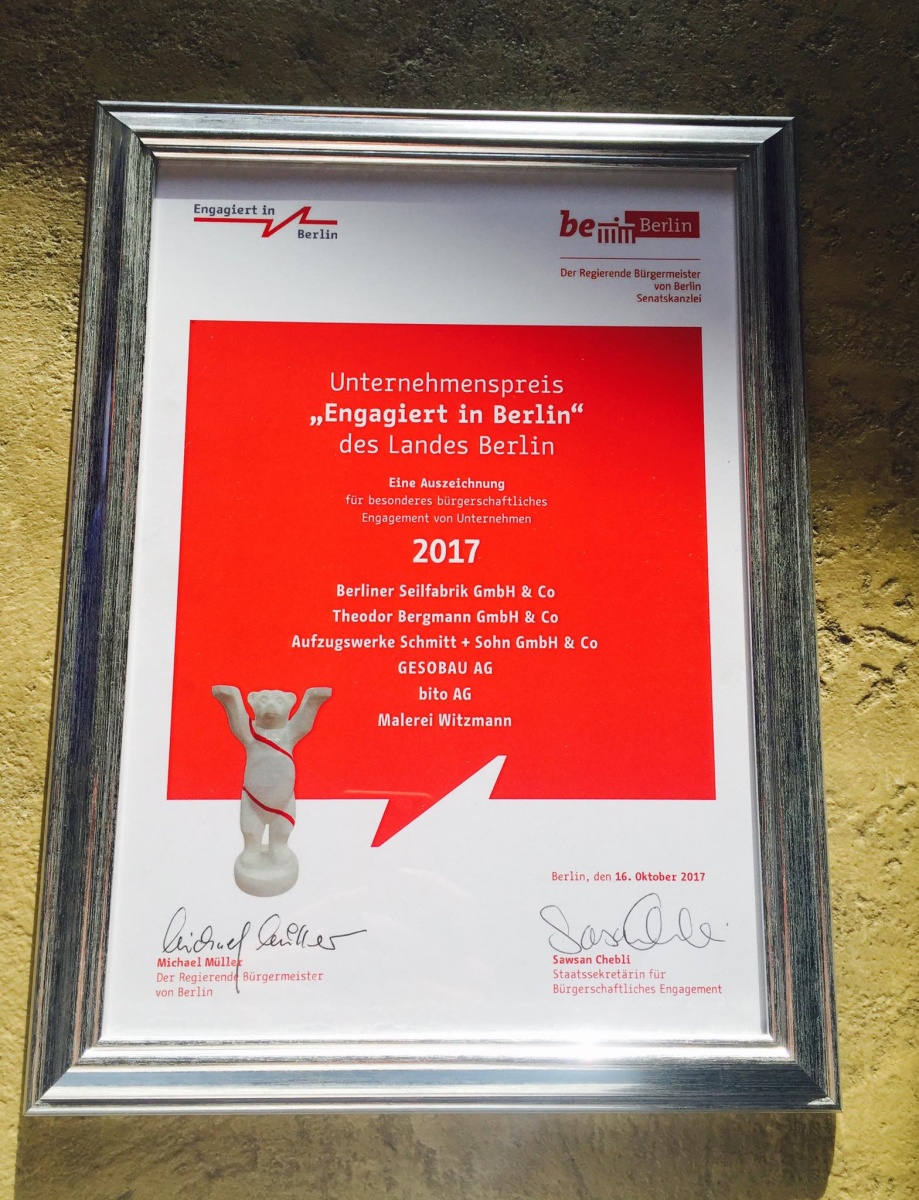 Engagiert in
Berlin
be Berlin
Der Regierende Bürgermeister
von Berlin
Senatskanzlei
Unternehmenspreis
„Engagiert in Berlin“
des Landes Berlin
Eine Auszeichnung
für besonderes bürgerschaftliches
Engagement von Unternehmen
2017
Berliner Seilfabrik GmbH & Co
Theodor Bergmann GmbH & Co
Aufzugswerke Schmitt + Sohn GmbH & Co
GESOBAU AG
bito AG
Malerei Witzmann
Berlin, den 16. Oktober 2017
Michael Müller
Michael Müller
Der Regierende Bürgermeister
von Berlin
Sawsan Chebli
Staatssekretärin für
Bürgerschaftliches Engagement